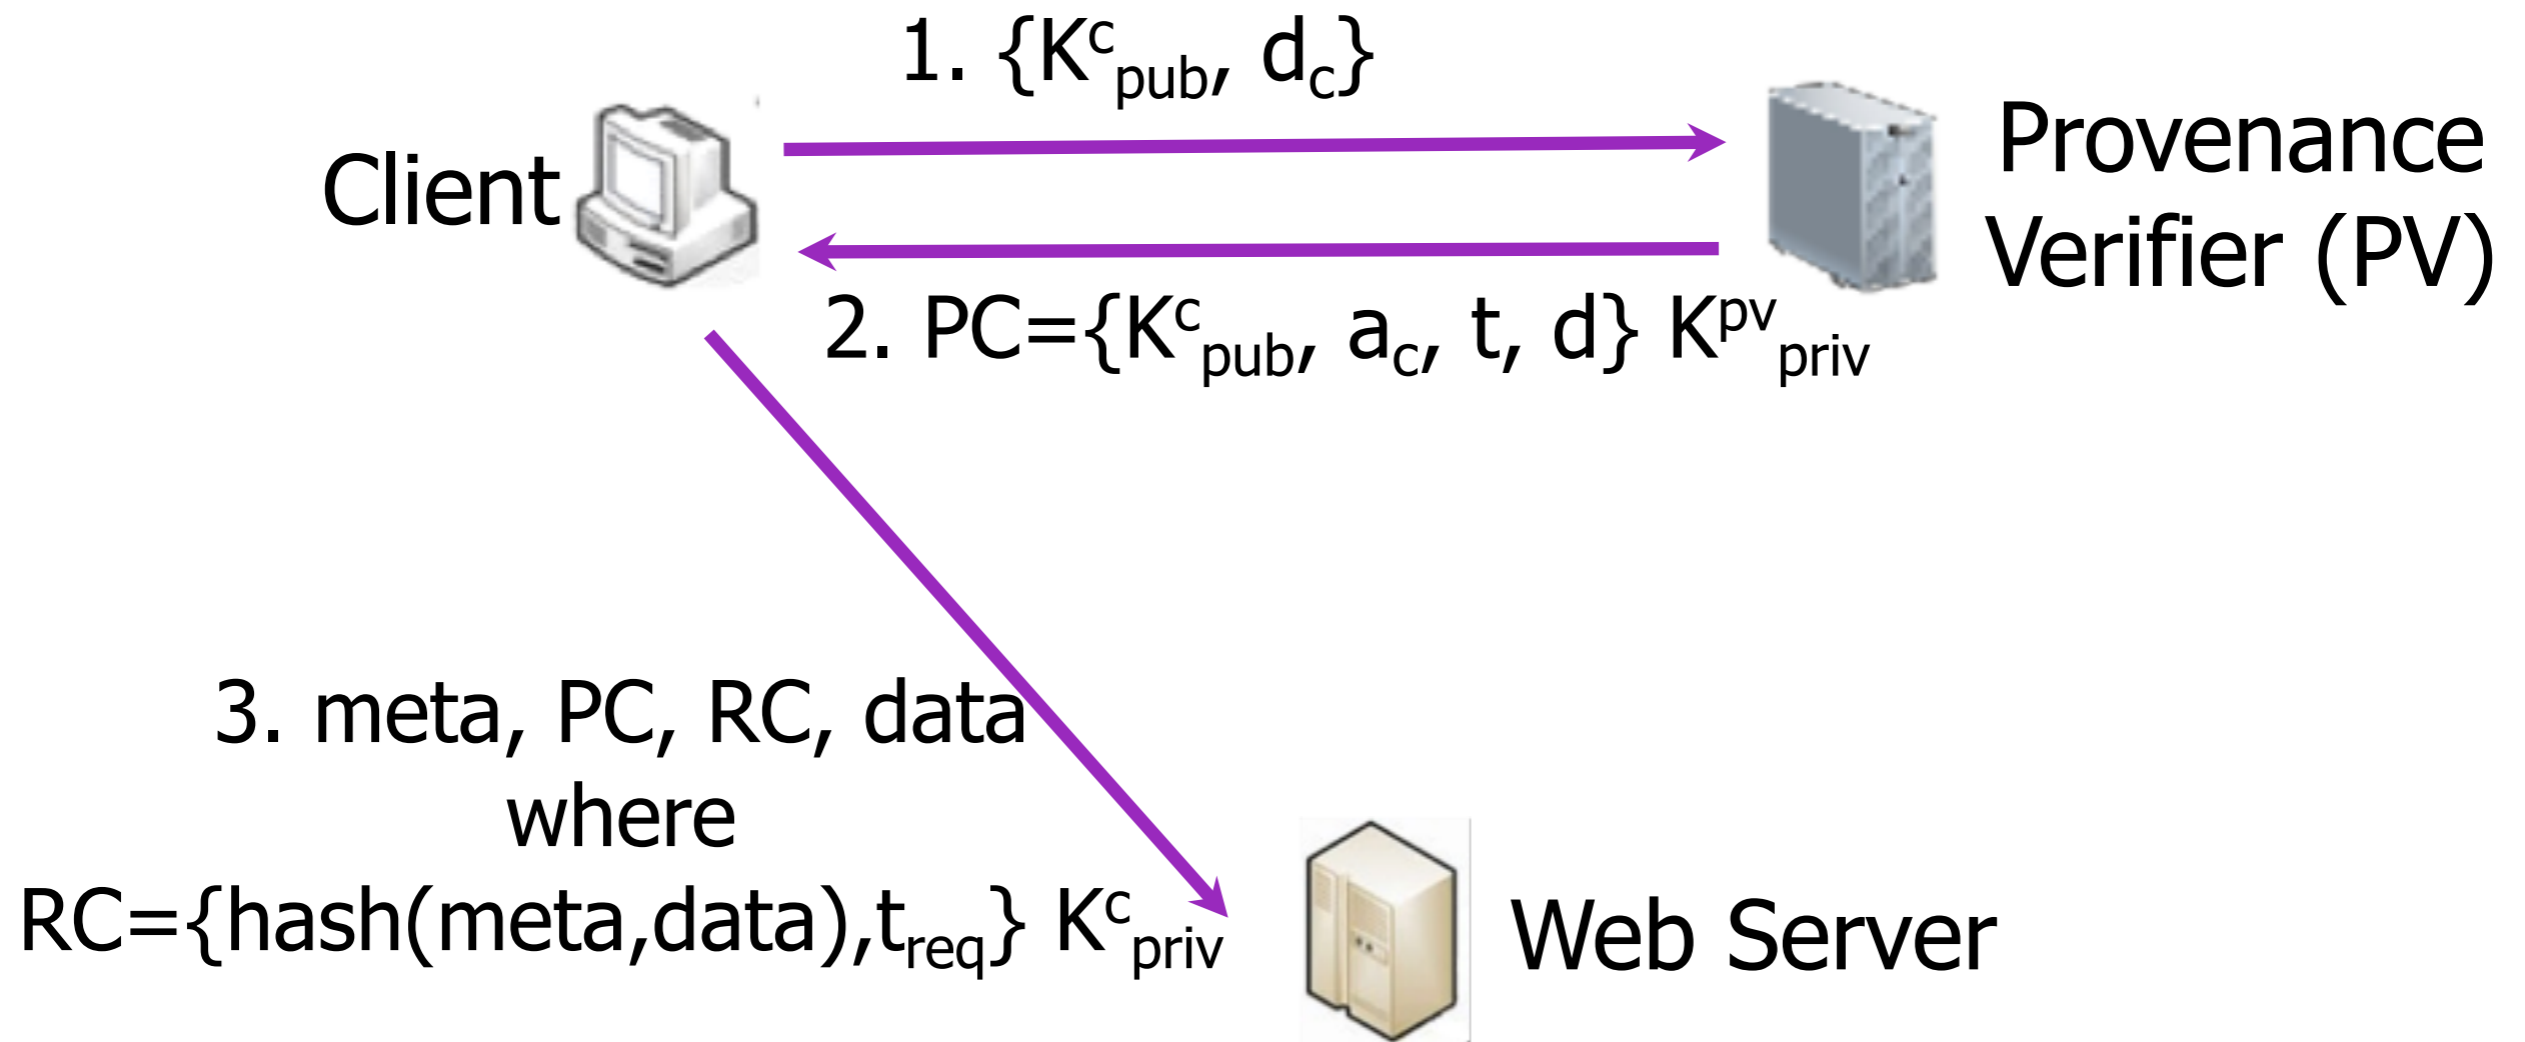 1. {K^c_pub, d_c}
Client
Provenance
Verifier (PV)
2. PC={K^c_pub, a_c, t, d} K^pv_priv
3. meta, PC, RC, data
where
RC={hash(meta,data),t_req} K^c_priv
Web Server